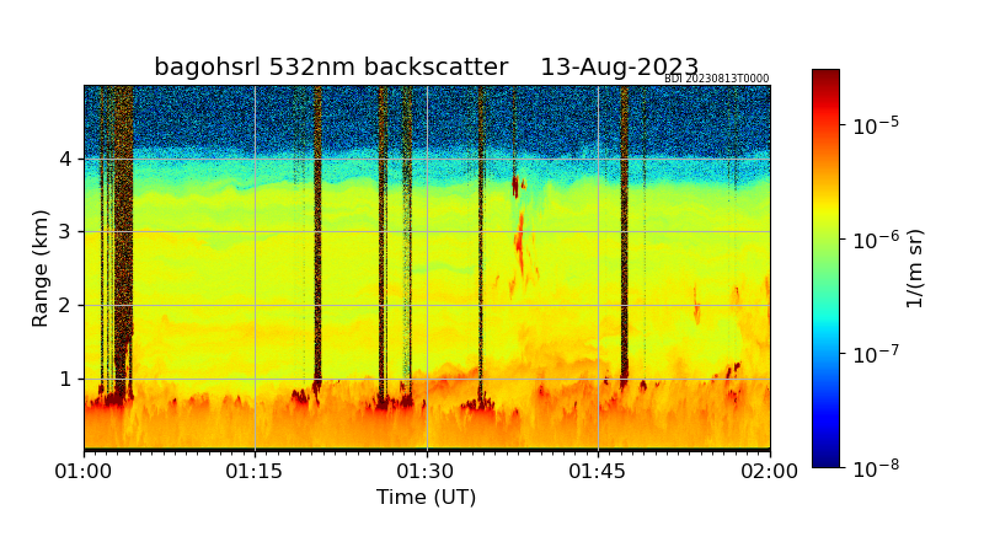 bagohsrl 532nm backscatter 13-Aug-2023
BDI 20230813T0000
Range (km)
4
3
2
1
01:00 01:15 01:30 01:45 02:00
Time (UT)
10⁻⁵
10⁻⁶
10⁻⁷
10⁻⁸
1/(m sr)